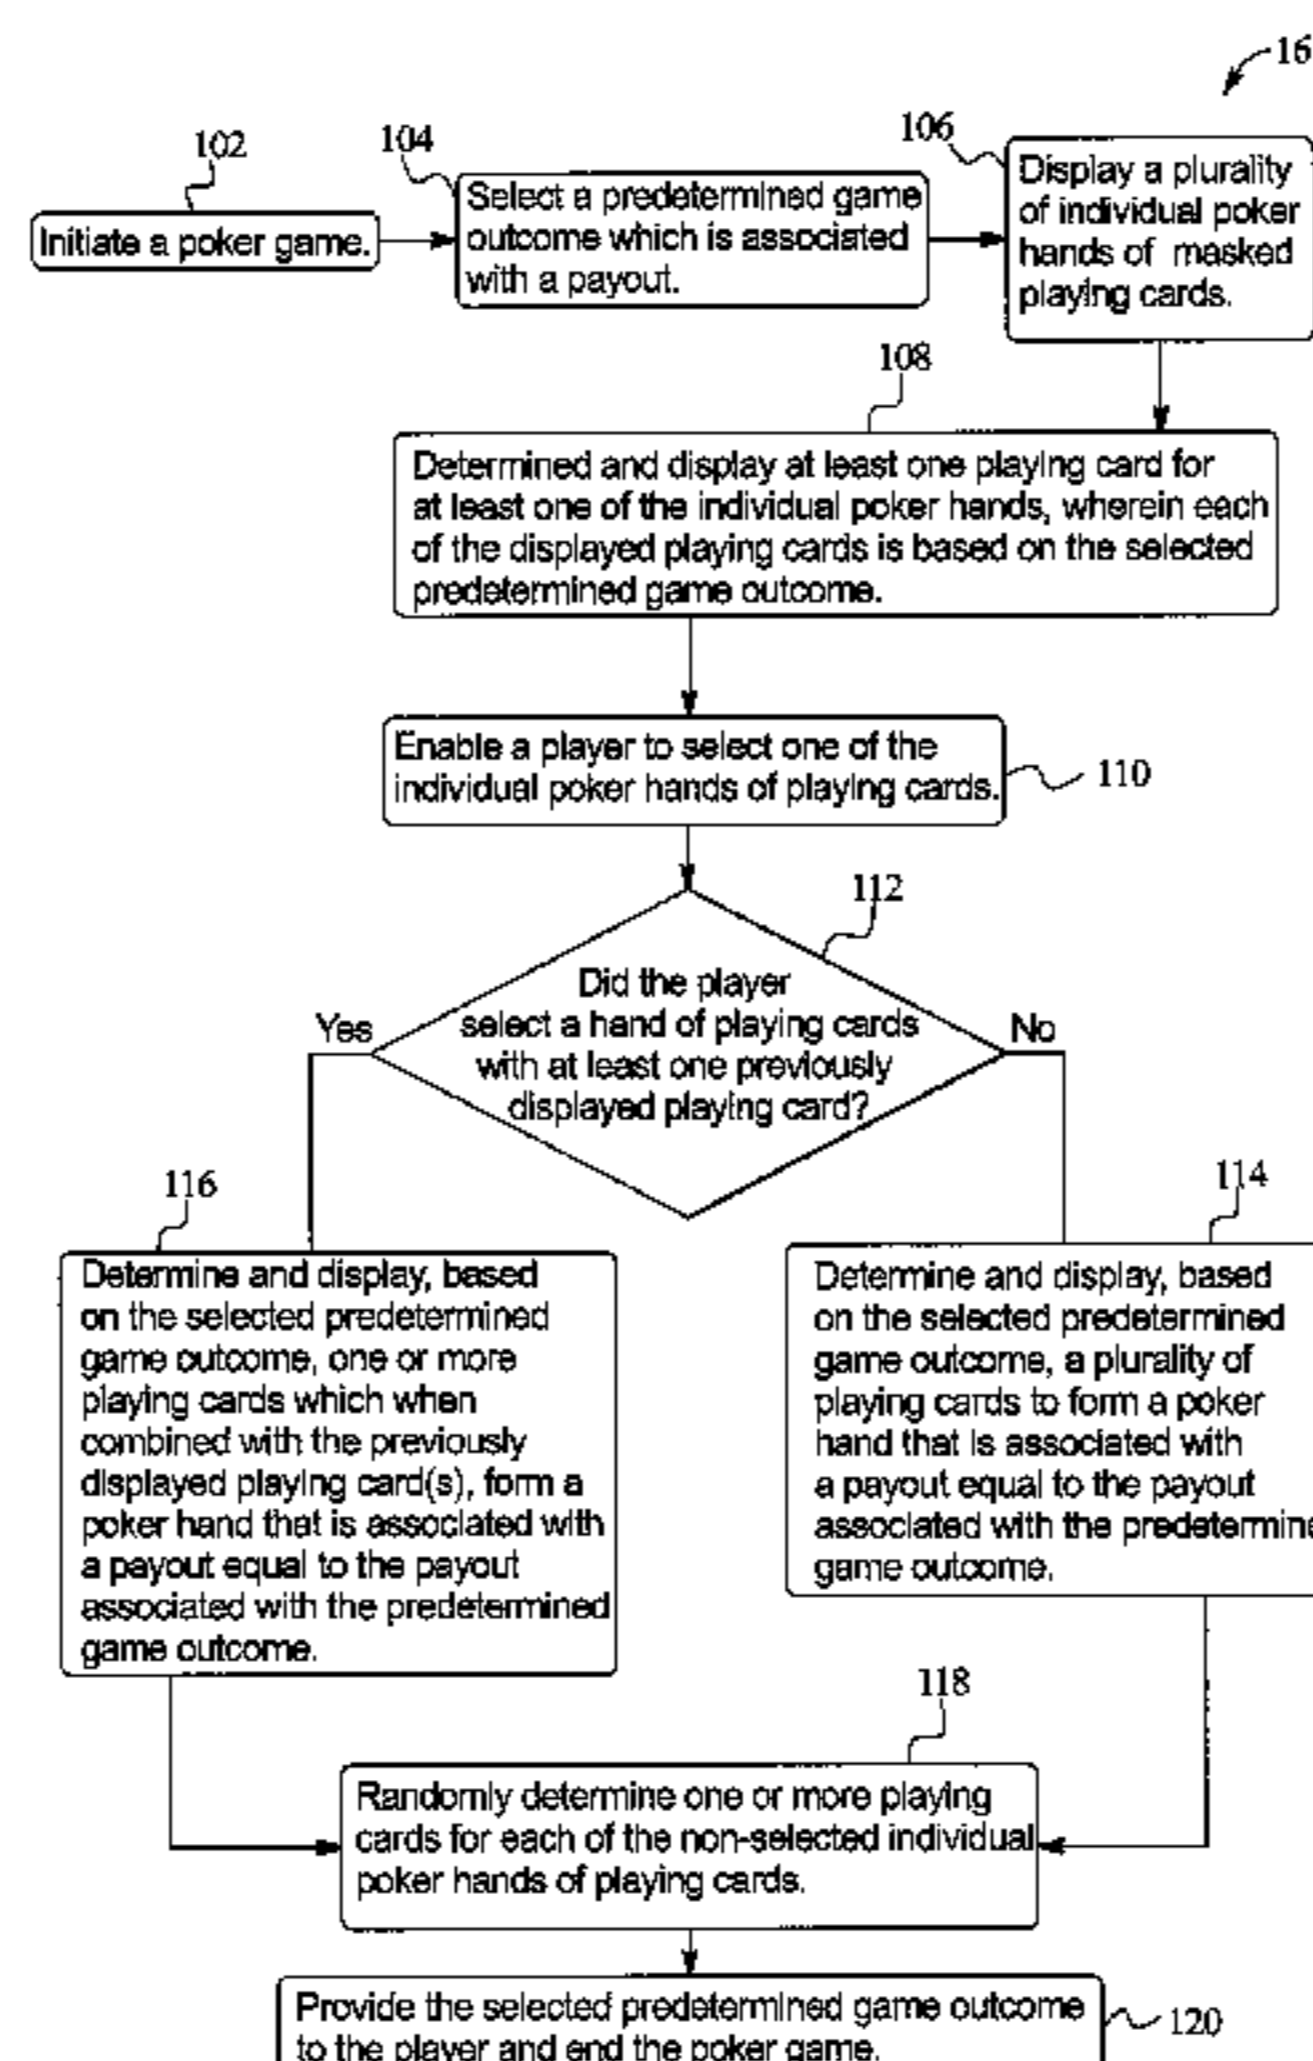 16
102
104
106
Initiate a poker game.
Select a predetermined game
outcome which is associated
with a payout.
Display a plurality
of individual poker
hands of masked
playing cards.
108
Determined and display at least one playing card for
at least one of the individual poker hands, wherein each
of the displayed playing cards is based on the selected
predetermined game outcome.
Enable a player to select one of the
individual poker hands of playing cards.
110
112
Did the player
select a hand of playing cards
with at least one previously
displayed playing card?
Yes
No
116
114
Determine and display, based
on the selected predetermined
game outcome, one or more
playing cards which when
combined with the previously
displayed playing card(s), form a
poker hand that is associated with
a payout equal to the payout
associated with the predetermined
game outcome.
Determine and display, based
on the selected predetermined
game outcome, a plurality of
playing cards to form a poker
hand that is associated with
a payout equal to the payout
associated with the predetermine
game outcome.
118
Randomly determine one or more playing
cards for each of the non-selected individual
poker hands of playing cards.
Provide the selected predetermined game outcome
to the player and end the poker game.
120